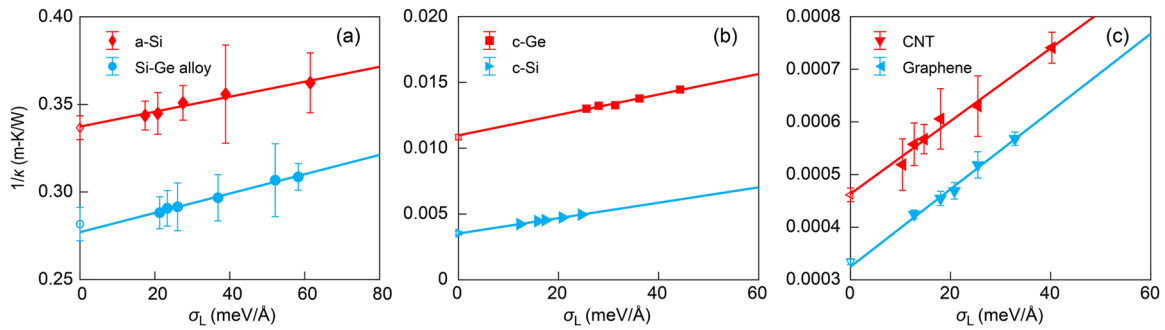 0.40
0.35
0.30
0.25
1/κ (m-K/W)
(a)
a-Si
Si-Ge alloy
0 20 40 60 80
σL (meV/Å)
0.020
0.015
0.010
0.005
0
(b)
c-Ge
c-Si
0 20 40 60
σL (meV/Å)
0.0008
0.0007
0.0006
0.0005
0.0004
0.0003
(c)
CNT
Graphene
0 20 40 60
σL (meV/Å)